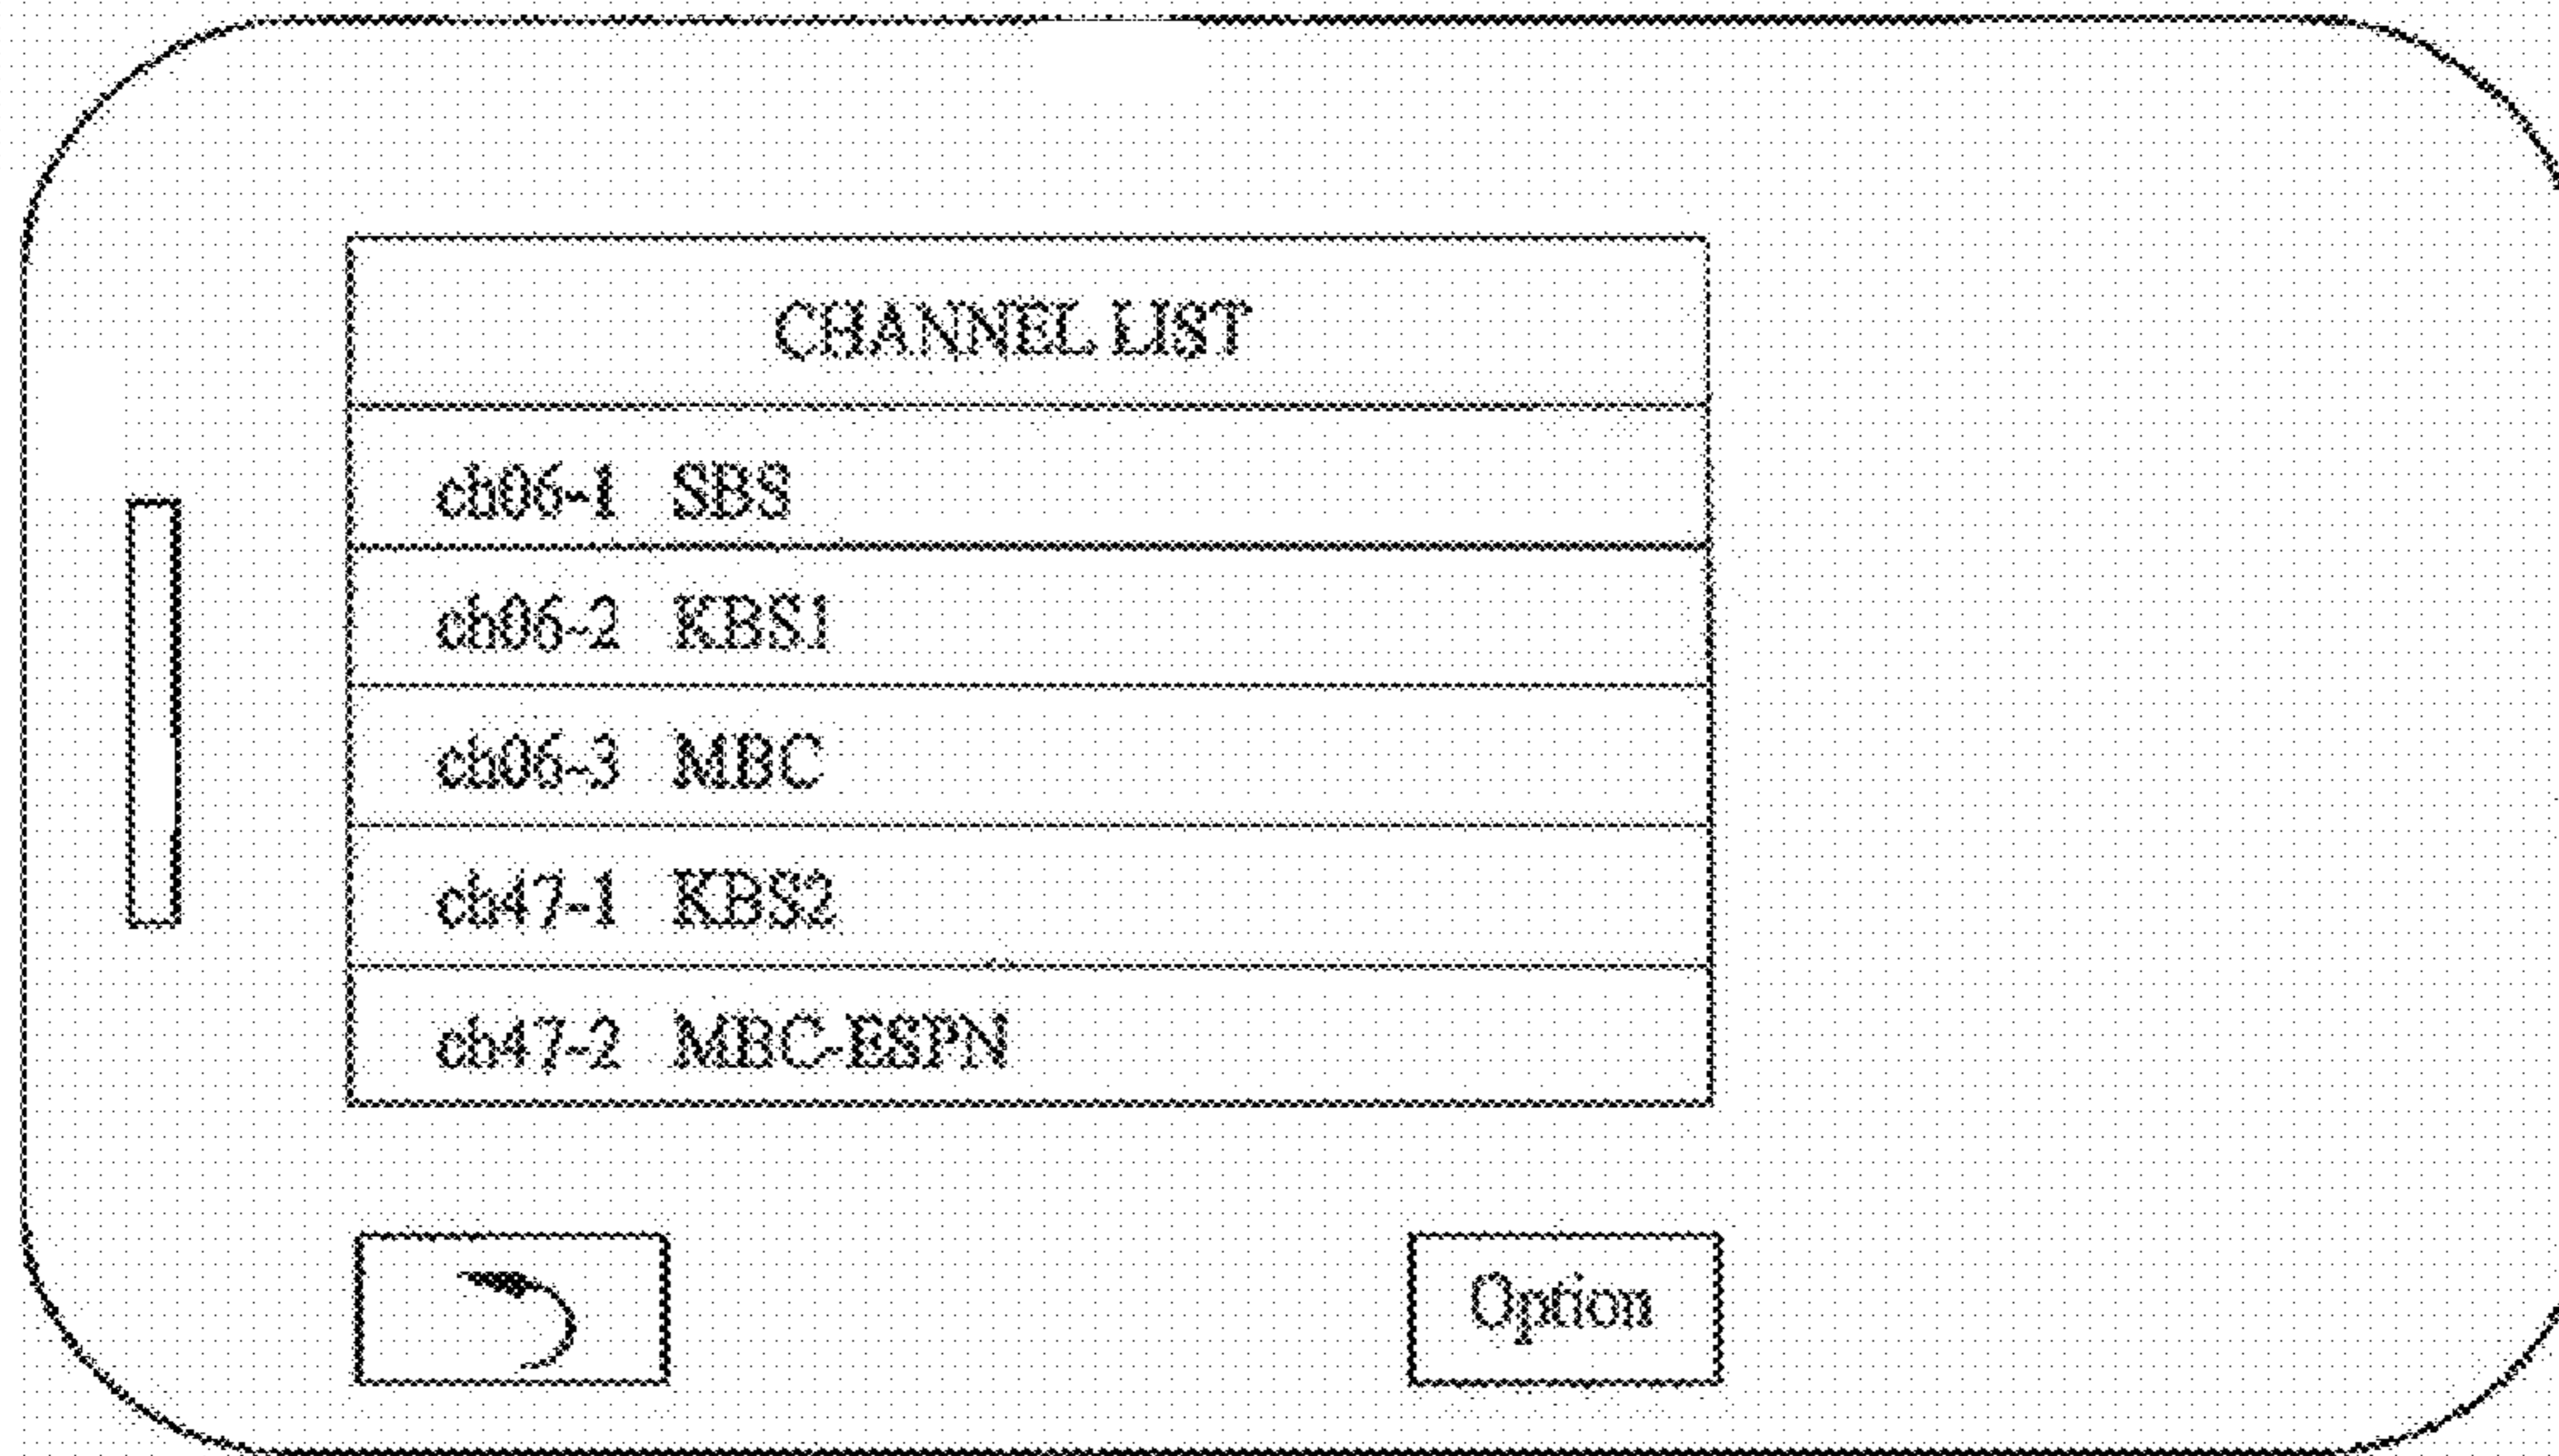 CHANNEL LIST
ch06-1 SBS
ch06-2 KBS1
ch06-3 MBC
ch47-1 KBS2
ch47-2 MBC-ESPN
Option